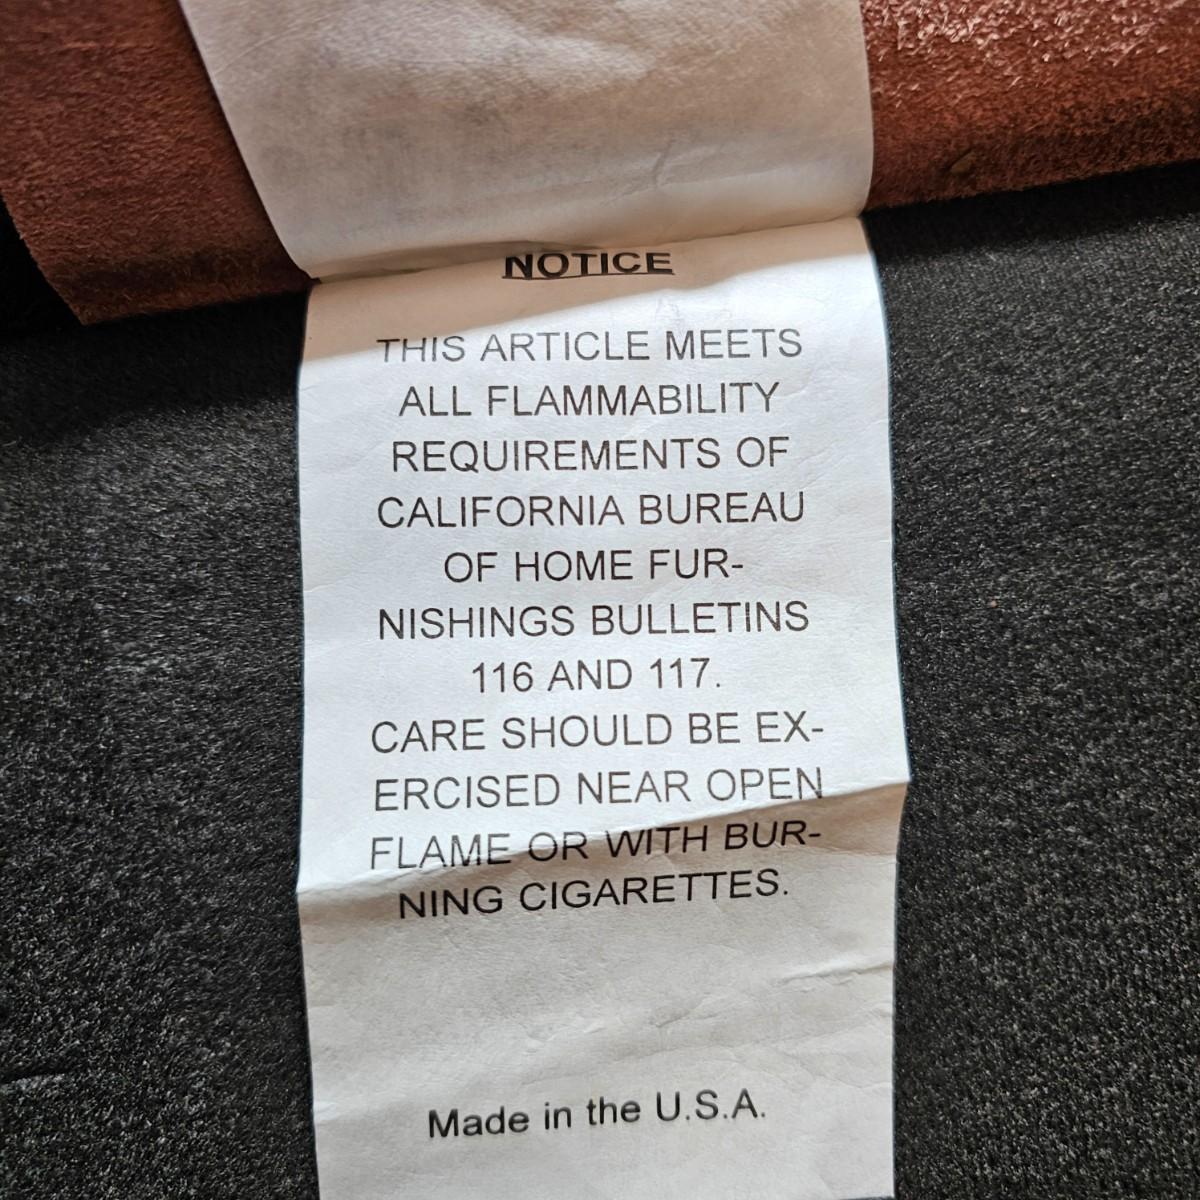 NOTICE
THIS ARTICLE MEETS
ALL FLAMMABILITY
REQUIREMENTS OF
CALIFORNIA BUREAU
OF HOME FUR-
NISHINGS BULLETINS
116 AND 117.
CARE SHOULD BE EX-
ERCISED NEAR OPEN
FLAME OR WITH BUR-
NING CIGARETTES.
Made in the U.S.A.